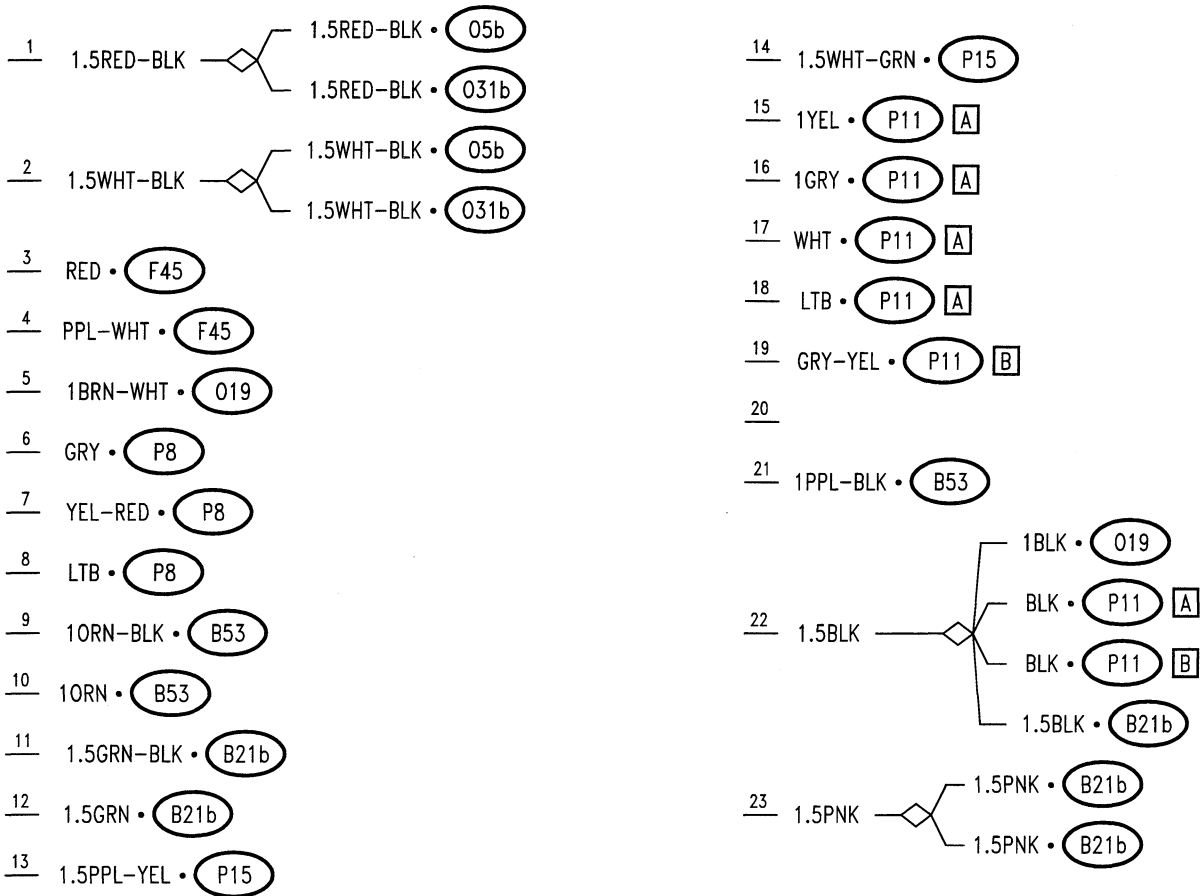 1 1.5RED-BLK 1.5RED-BLK • O5b
1.5RED-BLK • O31b
2 1.5WHT-BLK 1.5WHT-BLK • O5b
1.5WHT-BLK • O31b
3 RED • F45
4 PPL-WHT • F45
5 1BRN-WHT • O19
6 GRY • P8
7 YEL-RED • P8
8 LTB • P8
9 1ORN-BLK • B53
10 1ORN • B53
11 1.5GRN-BLK • B21b
12 1.5GRN • B21b
13 1.5PPL-YEL • P15
14 1.5WHT-GRN • P15
15 1YEL • P11 A
16 1GRY • P11 A
17 WHT • P11 A
18 LTB • P11 A
19 GRY-YEL • P11 B
20
21 1PPL-BLK • B53
22 1.5BLK 1BLK • O19
BLK • P11 A
BLK • P11 B
1.5BLK • B21b
23 1.5PNK 1.5PNK • B21b
1.5PNK • B21b